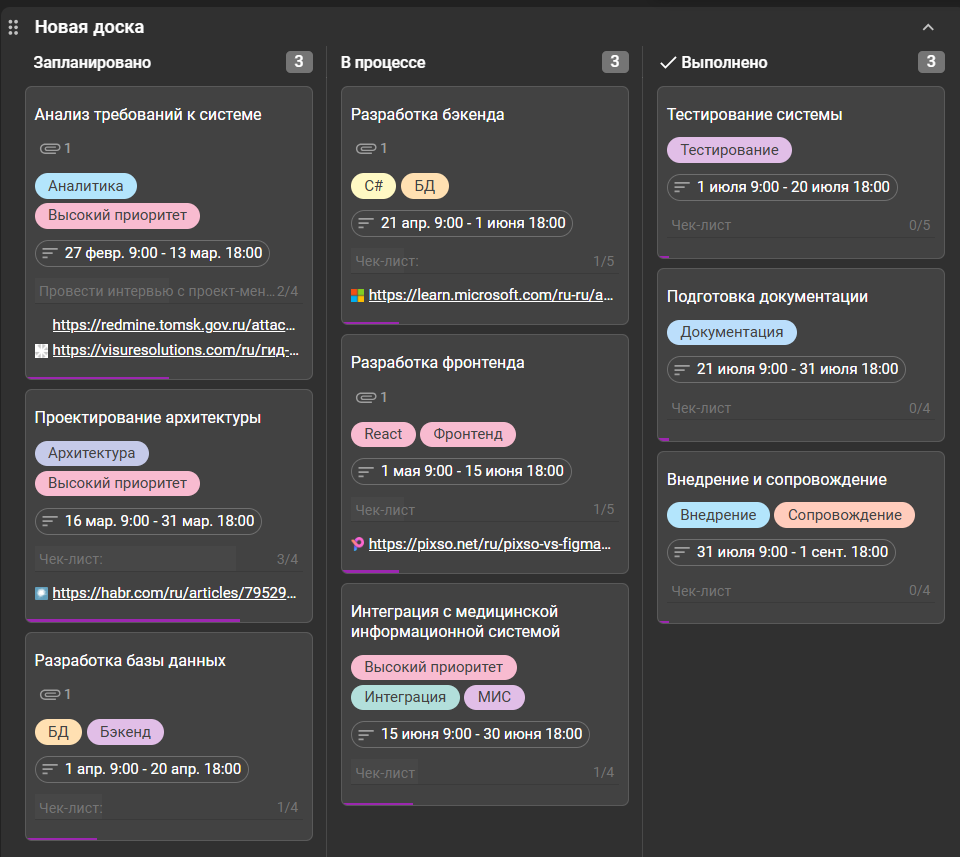 Новая доска
Запланировано 3
Анализ требований к системе
1
Аналитика
Высокий приоритет
27 февр. 9:00 - 13 мар. 18:00
Провести интервью с проект-мен... 2/4
https://redmine.tomsk.gov.ru/attac...
https://visuresolutions.com/ru/гид-...
Проектирование архитектуры
Архитектура
Высокий приоритет
16 мар. 9:00 - 31 мар. 18:00
Чек-лист: 3/4
https://habr.com/ru/articles/79529...
Разработка базы данных
1
БД Бэкенд
1 апр. 9:00 - 20 апр. 18:00
Чек-лист: 1/4
В процессе 3
Разработка бэкенда
1
C# БД
21 апр. 9:00 - 1 июня 18:00
Чек-лист: 1/5
https://learn.microsoft.com/ru-ru/a...
Разработка фронтенда
1
React Фронтенд
1 мая 9:00 - 15 июня 18:00
Чек-лист 1/5
https://pixso.net/ru/pixso-vs-figma...
Интеграция с медицинской
информационной системой
Высокий приоритет
Интеграция МИС
15 июня 9:00 - 30 июня 18:00
Чек-лист 1/4
Выполнено 3
Тестирование системы
Тестирование
1 июля 9:00 - 20 июля 18:00
Чек-лист 0/5
Подготовка документации
Документация
21 июля 9:00 - 31 июля 18:00
Чек-лист 0/4
Внедрение и сопровождение
Внедрение Сопровождение
31 июля 9:00 - 1 сент. 18:00
Чек-лист 0/4